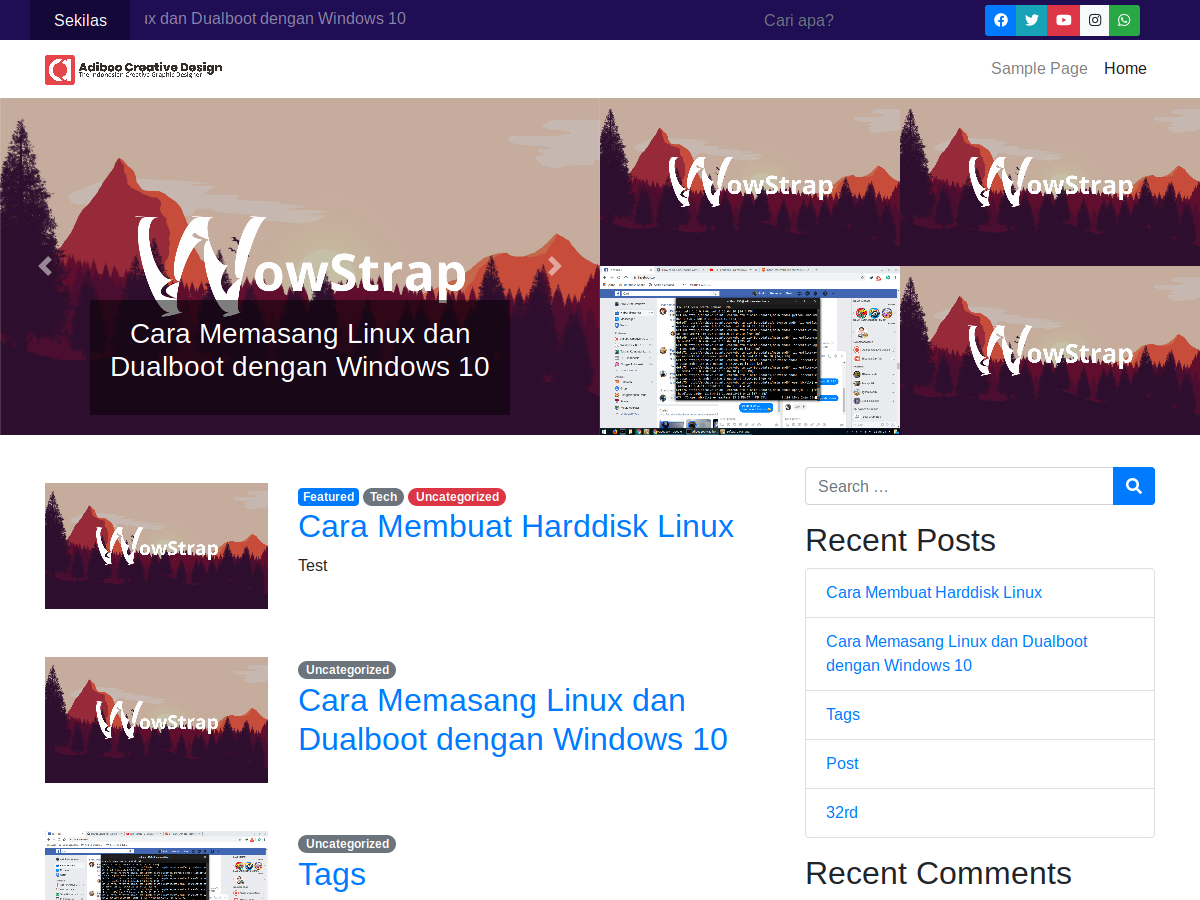 Sekilas
ux dan Dualboot dengan Windows 10
Cari apa?
Adiboo Creative Design
The Indonesian Creative Graphic Designer
Sample Page
Home
WowStrap
Cara Memasang Linux dan
Dualboot dengan Windows 10
WowStrap
WowStrap
WowStrap
WowStrap
Featured Tech Uncategorized
Cara Membuat Harddisk Linux
Test
WowStrap
Uncategorized
Cara Memasang Linux dan
Dualboot dengan Windows 10
Uncategorized
Tags
Search …
Recent Posts
Cara Membuat Harddisk Linux
Cara Memasang Linux dan Dualboot
dengan Windows 10
Tags
Post
32rd
Recent Comments